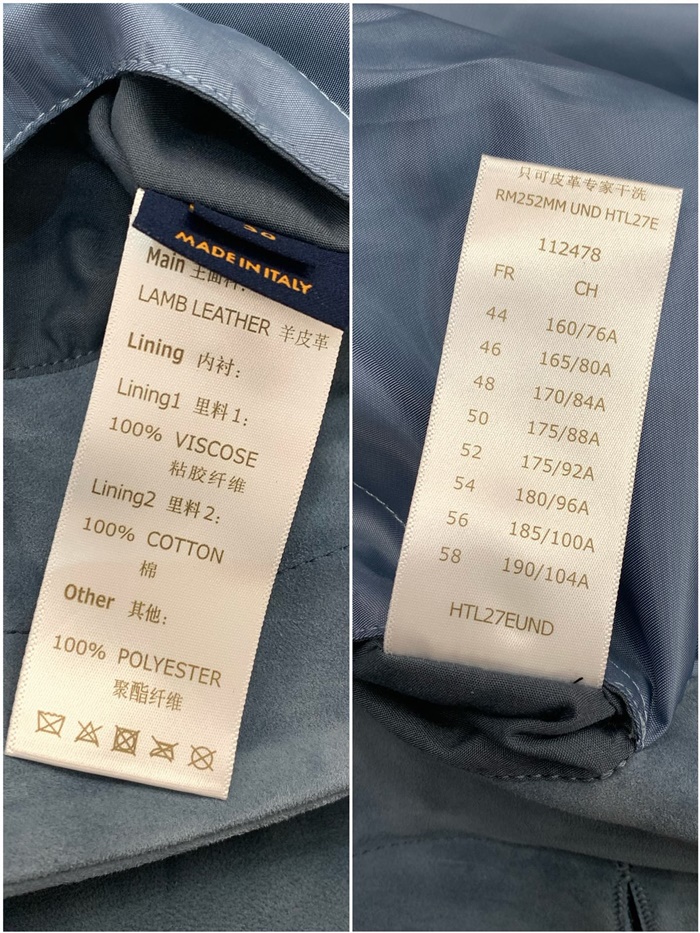 MADE IN ITALY
Main 主面料:
LAMB LEATHER 羊皮革
Lining 内衬:
Lining1 里料1:
100% VISCOSE
粘胶纤维
Lining2 里料2:
100% COTTON
棉
Other 其他:
100% POLYESTER
聚酯纤维
只可皮革专家干洗
RM252MM UND HTL27E
112478
FR CH
44 160/76A
46 165/80A
48 170/84A
50 175/88A
52 175/92A
54 180/96A
56 185/100A
58 190/104A
HTL27EUND